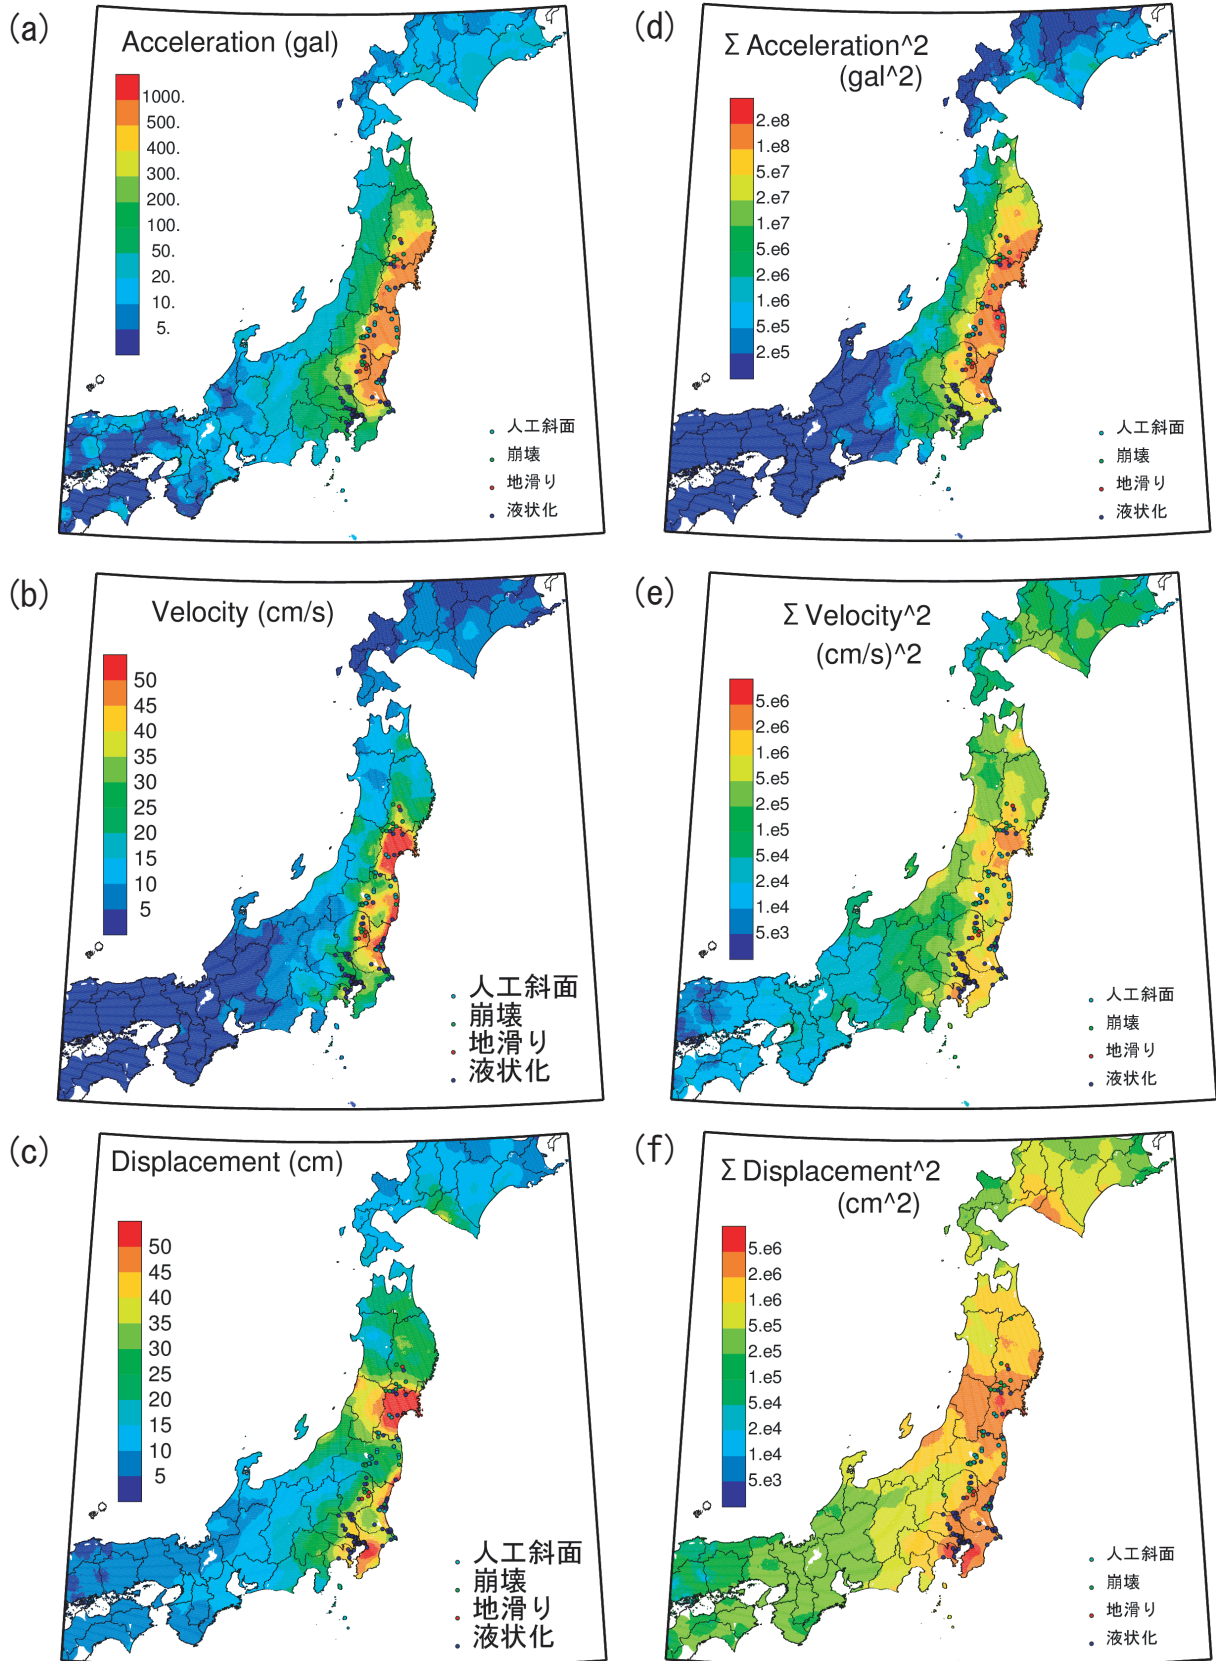 (a)
Acceleration (gal)
1000.
500.
400.
300.
200.
100.
50.
20.
10.
5.
人工斜面
崩壊
地滑り
液状化
(d)
Σ Acceleration^2
(gal^2)
2.e8
1.e8
5.e7
2.e7
1.e7
5.e6
2.e6
1.e6
5.e5
2.e5
人工斜面
崩壊
地滑り
液状化
(b)
Velocity (cm/s)
50
45
40
35
30
25
20
15
10
5
人工斜面
崩壊
地滑り
液状化
(e)
Σ Velocity^2
(cm/s)^2
5.e6
2.e6
1.e6
5.e5
2.e5
1.e5
5.e4
2.e4
1.e4
5.e3
人工斜面
崩壊
地滑り
液状化
(c)
Displacement (cm)
50
45
40
35
30
25
20
15
10
5
人工斜面
崩壊
地滑り
液状化
(f)
Σ Displacement^2
(cm^2)
5.e6
2.e6
1.e6
5.e5
2.e5
1.e5
5.e4
2.e4
1.e4
5.e3
人工斜面
崩壊
地滑り
液状化